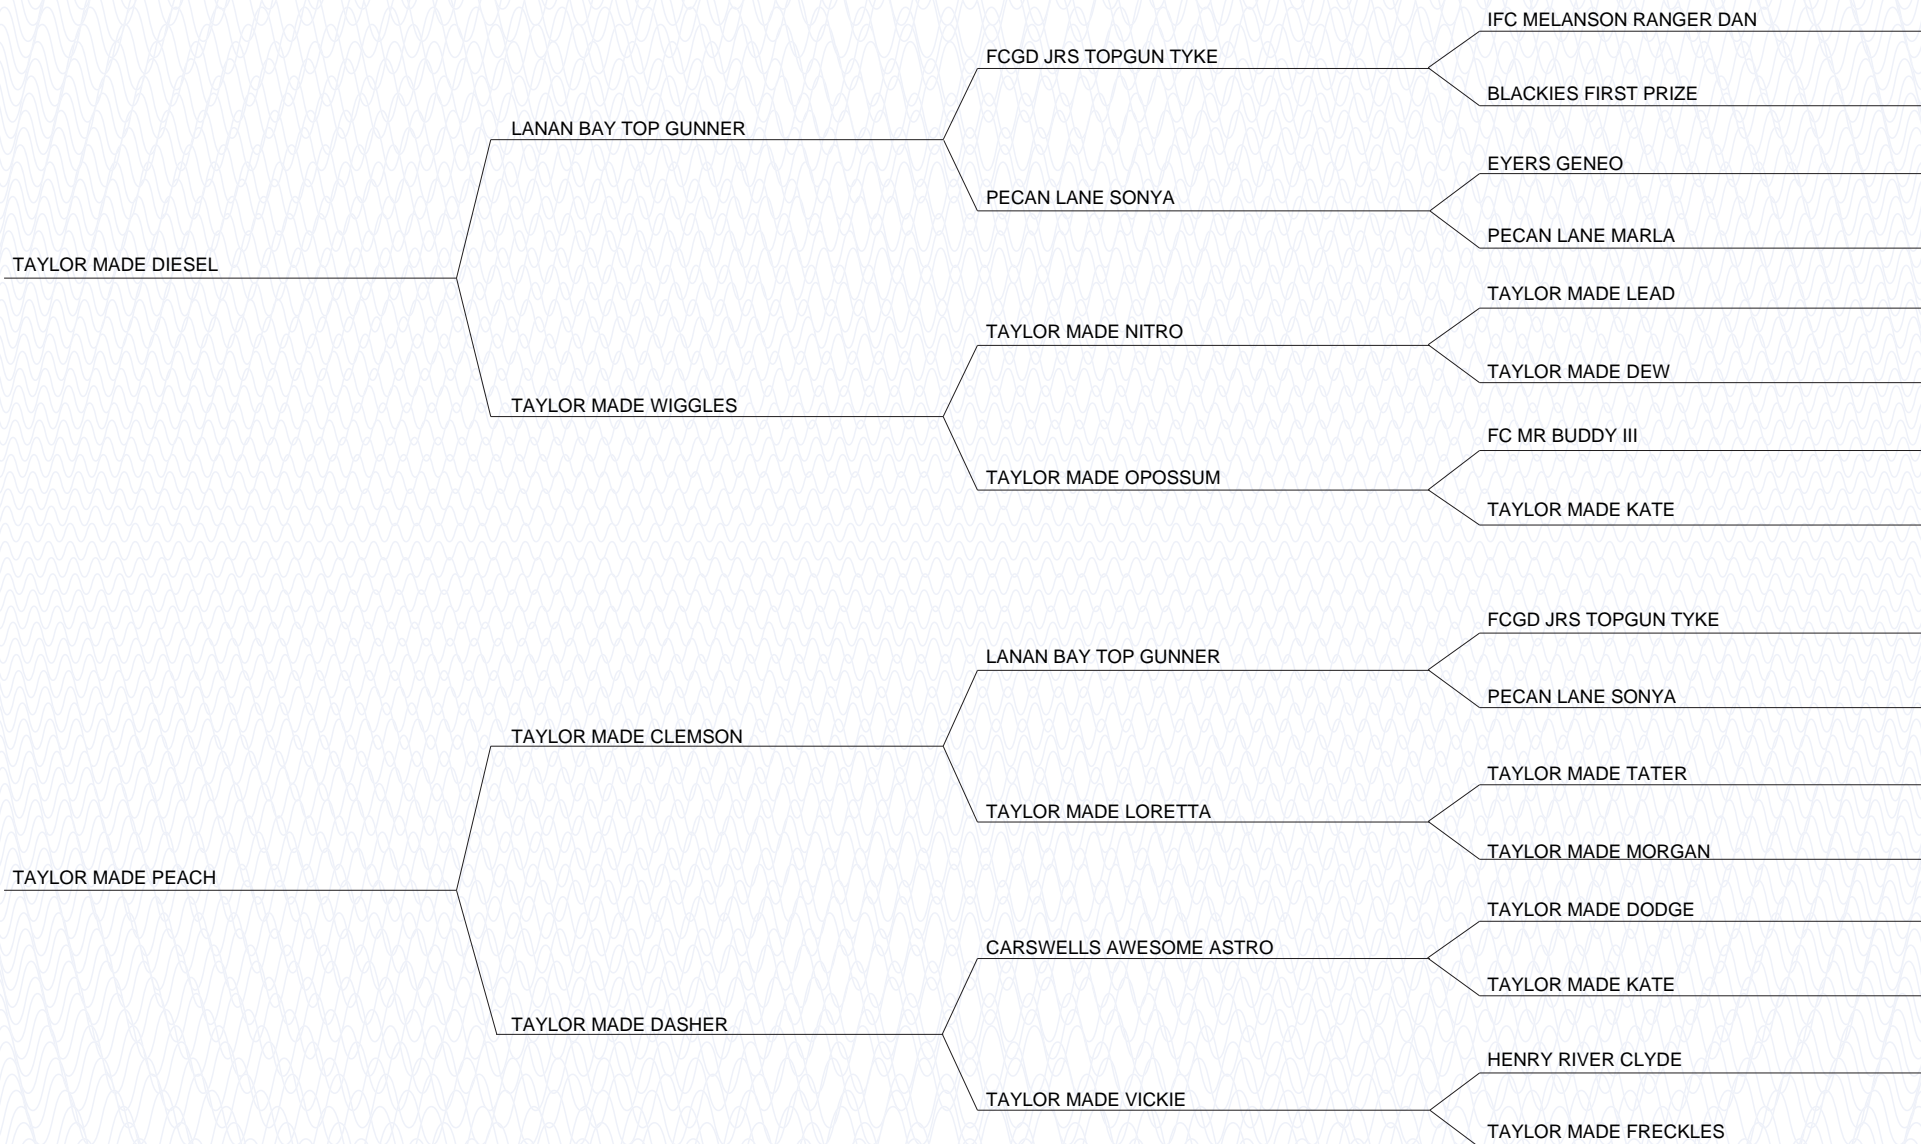 IFC MELANSON RANGER DAN
FCGD JRS TOPGUN TYKE
BLACKIES FIRST PRIZE
LANAN BAY TOP GUNNER
EYERS GENEO
PECAN LANE SONYA
PECAN LANE MARLA
TAYLOR MADE DIESEL
TAYLOR MADE LEAD
TAYLOR MADE NITRO
TAYLOR MADE DEW
TAYLOR MADE WIGGLES
FC MR BUDDY III
TAYLOR MADE OPOSSUM
TAYLOR MADE KATE
FCGD JRS TOPGUN TYKE
LANAN BAY TOP GUNNER
PECAN LANE SONYA
TAYLOR MADE CLEMSON
TAYLOR MADE TATER
TAYLOR MADE LORETTA
TAYLOR MADE MORGAN
TAYLOR MADE PEACH
TAYLOR MADE DODGE
CARSWELLS AWESOME ASTRO
TAYLOR MADE KATE
TAYLOR MADE DASHER
HENRY RIVER CLYDE
TAYLOR MADE VICKIE
TAYLOR MADE FRECKLES